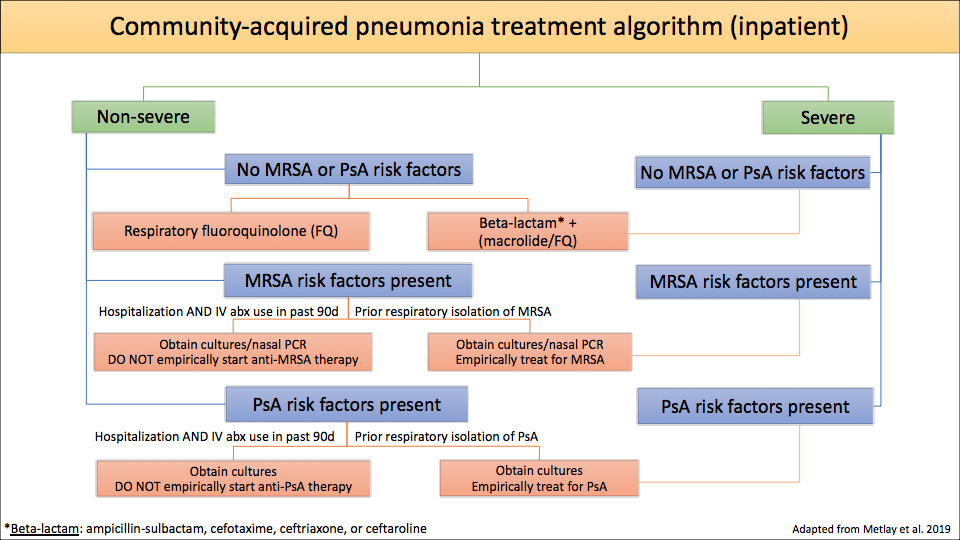 Community-acquired pneumonia treatment algorithm (inpatient)
Non-severe
Severe
No MRSA or PsA risk factors
No MRSA or PsA risk factors
Respiratory fluoroquinolone (FQ)
Beta-lactam* +
(macrolide/FQ)
MRSA risk factors present
MRSA risk factors present
Hospitalization AND IV abx use in past 90d
Prior respiratory isolation of MRSA
Obtain cultures/nasal PCR
DO NOT empirically start anti-MRSA therapy
Obtain cultures/nasal PCR
Empirically treat for MRSA
PsA risk factors present
PsA risk factors present
Hospitalization AND IV abx use in past 90d
Prior respiratory isolation of PsA
Obtain cultures
DO NOT empirically start anti-PsA therapy
Obtain cultures
Empirically treat for PsA
*Beta-lactam: ampicillin-sulbactam, cefotaxime, ceftriaxone, or ceftaroline
Adapted from Metlay et al. 2019